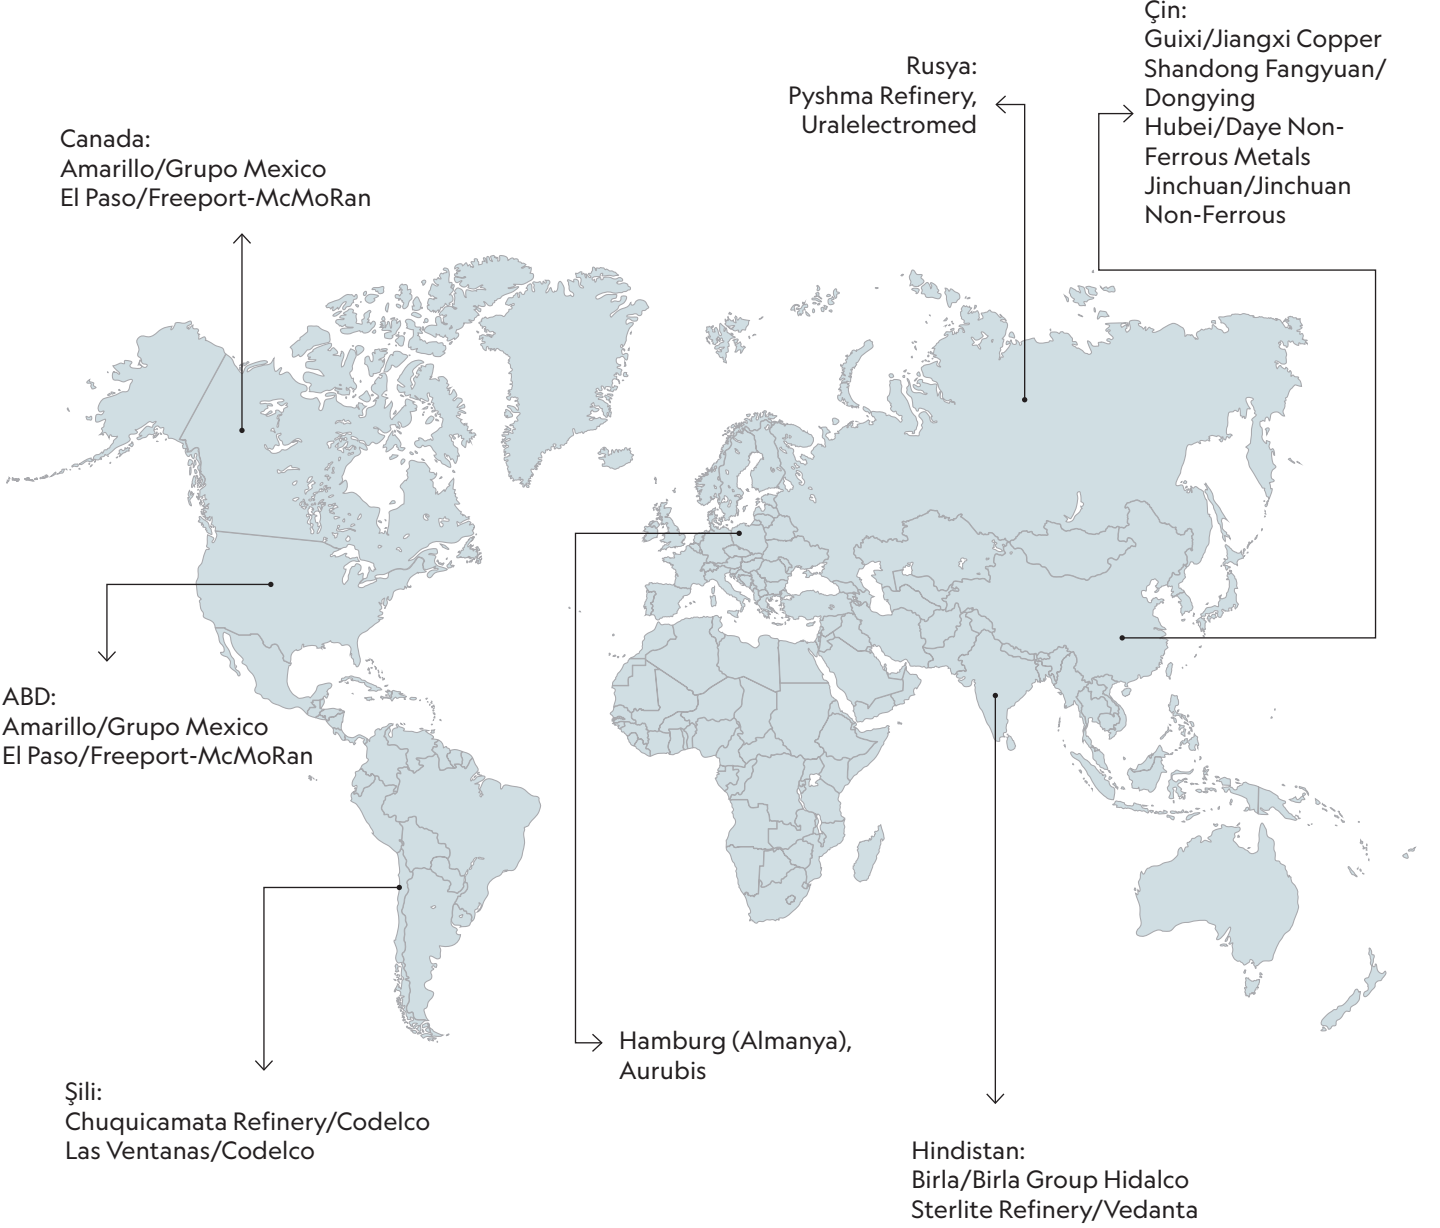 Çin:
Guixi/Jiangxi Copper
Shandong Fangyuan/
Dongying
Hubei/Daye Non-
Ferrous Metals
Jinchuan/Jinchuan
Non-Ferrous
Rusya:
Pyshma Refinery,
Uralelectromed
Canada:
Amarillo/Grupo Mexico
El Paso/Freeport-McMoRan
ABD:
Amarillo/Grupo Mexico
El Paso/Freeport-McMoRan
Hamburg (Almanya),
Aurubis
Şili:
Chuquicamata Refinery/Codelco
Las Ventanas/Codelco
Hindistan:
Birla/Birla Group Hidalco
Sterlite Refinery/Vedanta